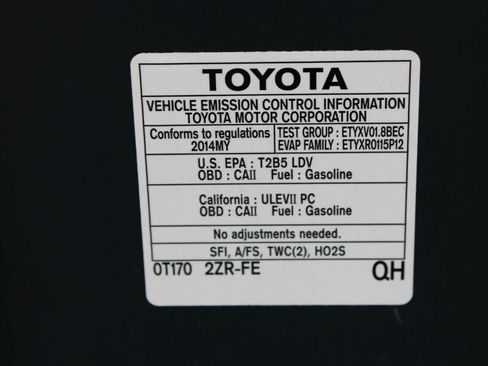 TOYOTA
VEHICLE EMISSION CONTROL INFORMATION
TOYOTA MOTOR CORPORATION
Conforms to regulations
2014MY
TEST GROUP : ETYXV01.8BEC
EVAP FAMILY : ETYXR0115P12
U.S. EPA : T2B5 LDV
OBD : CAII Fuel : Gasoline
California : ULEVII PC
OBD : CAII Fuel : Gasoline
No adjustments needed.
SFI, A/FS, TWC(2), HO2S
0T170 2ZR-FE QH